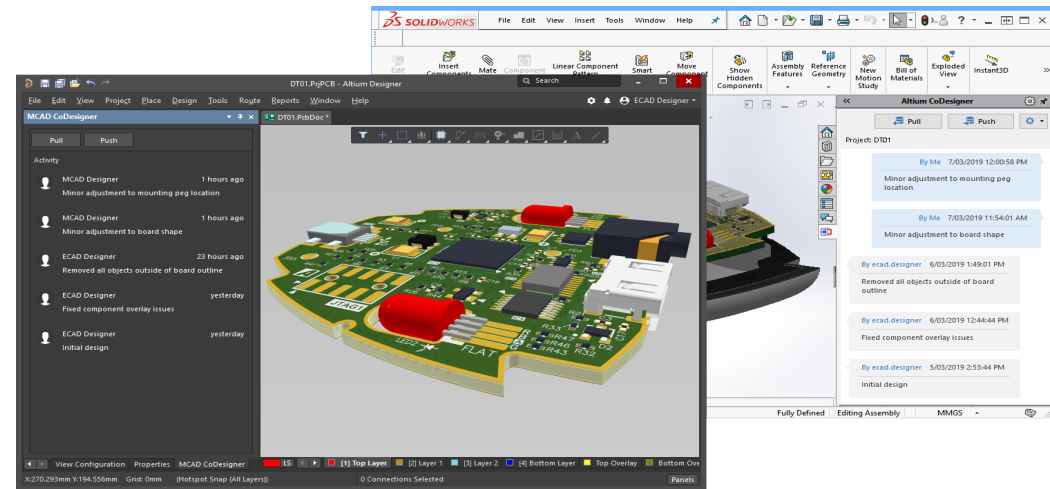 SOLIDWORKS File Edit View Insert Tools Window Help
Edit
Insert Components
Mate
Component
Linear Component Pattern
Smart
Move Component
Show Hidden Components
Assembly Features
Reference Geometry
New Motion Study
Bill of Materials
Exploded View
Instant3D
DT01.PrjPCB - Altium Designer
Search
File Edit View Project Place Design Tools Route Reports Window Help
ECAD Designer
MCAD CoDesigner
DT01.PcbDoc *
Pull Push
Activity
MCAD Designer 1 hours ago
Minor adjustment to mounting peg location
MCAD Designer 1 hours ago
Minor adjustment to board shape
ECAD Designer 23 hours ago
Removed all objects outside of board outline
ECAD Designer yesterday
Fixed component overlay issues
ECAD Designer yesterday
Initial design
JTAG1
LED2
FLAT
R33
R47
R46
R43
R32
D2
View Configuration Properties MCAD CoDesigner
LS [1] Top Layer [2] Layer 1 [3] Layer 2 [4] Bottom Layer Top Overlay Bottom Ove
X:270.293mm Y:194.556mm Grid: 0mm (Hotspot Snap (All Layers))
0 Connections Selected
Panels
Altium CoDesigner
Pull Push
Project: DT01
By Me 7/03/2019 12:00:58 PM
Minor adjustment to mounting peg
location
By Me 7/03/2019 11:54:01 AM
Minor adjustment to board shape
By ecad.designer 6/03/2019 1:49:01 PM
Removed all objects outside of board
outline
By ecad.designer 6/03/2019 12:44:44 PM
Fixed component overlay issues
By ecad.designer 5/03/2019 2:53:44 PM
Initial design
Fully Defined Editing Assembly MMGS